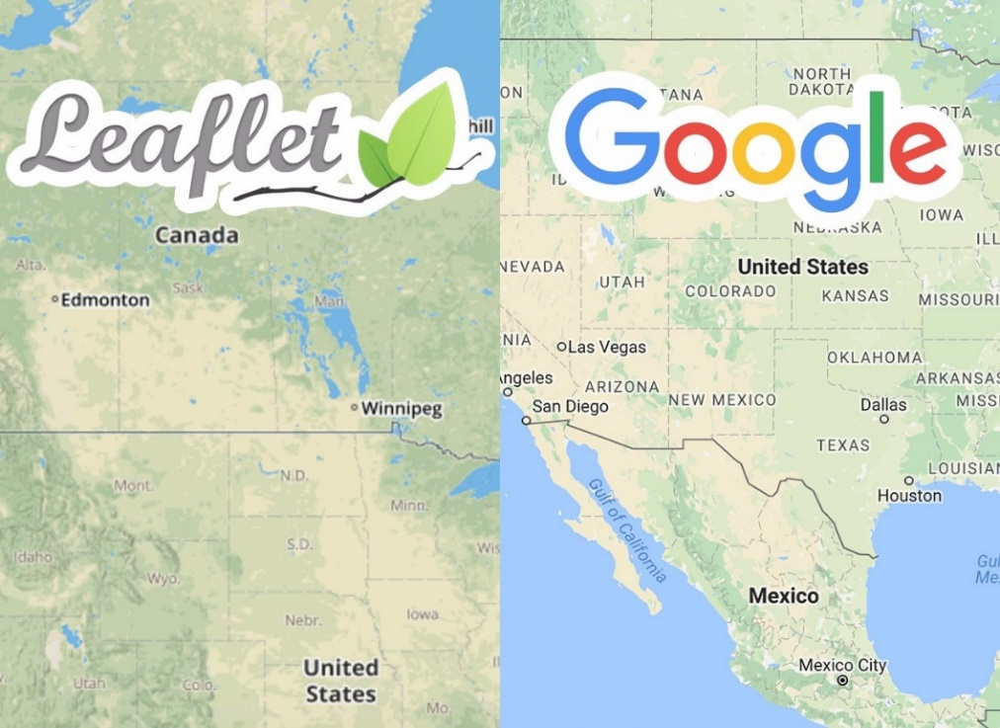 Leaflet
hill
Canada
Alta.
Sask.
Man.
Edmonton
Winnipeg
Mont.
N.D.
Minn.
S.D.
Idaho
Wis
Wyo.
Nebr.
Iowa
United
States
Utah
Colo.
Mo.
Google
NORTH
DAKOTA
ON
TANA
OTA
WISC
ID
W
G
NEBRASKA
IOWA
ILL
United States
NEVADA
UTAH
COLORADO
KANSAS
MISSOURI
NIA
Las Vegas
OKLAHOMA
Angeles
ARIZONA
NEW MEXICO
ARKANSAS
San Diego
Dallas
MISS
TEXAS
LOUISIAN
Houston
Gulf of California
Gul
Me
Mexico
Mexico City